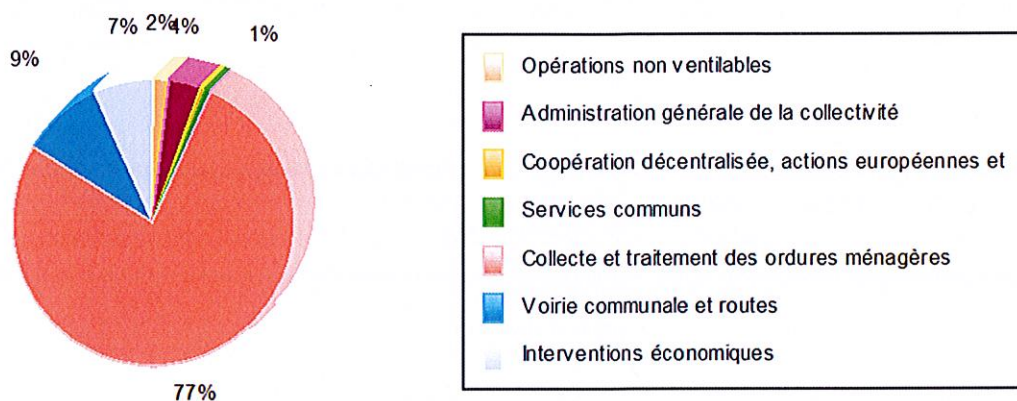 7% 2% 4% 1%
9%
77%
Opérations non ventilables
Administration générale de la collectivité
Coopération décentralisée, actions européennes et
Services communs
Collecte et traitement des ordures ménagères
Voirie communale et routes
Interventions économiques